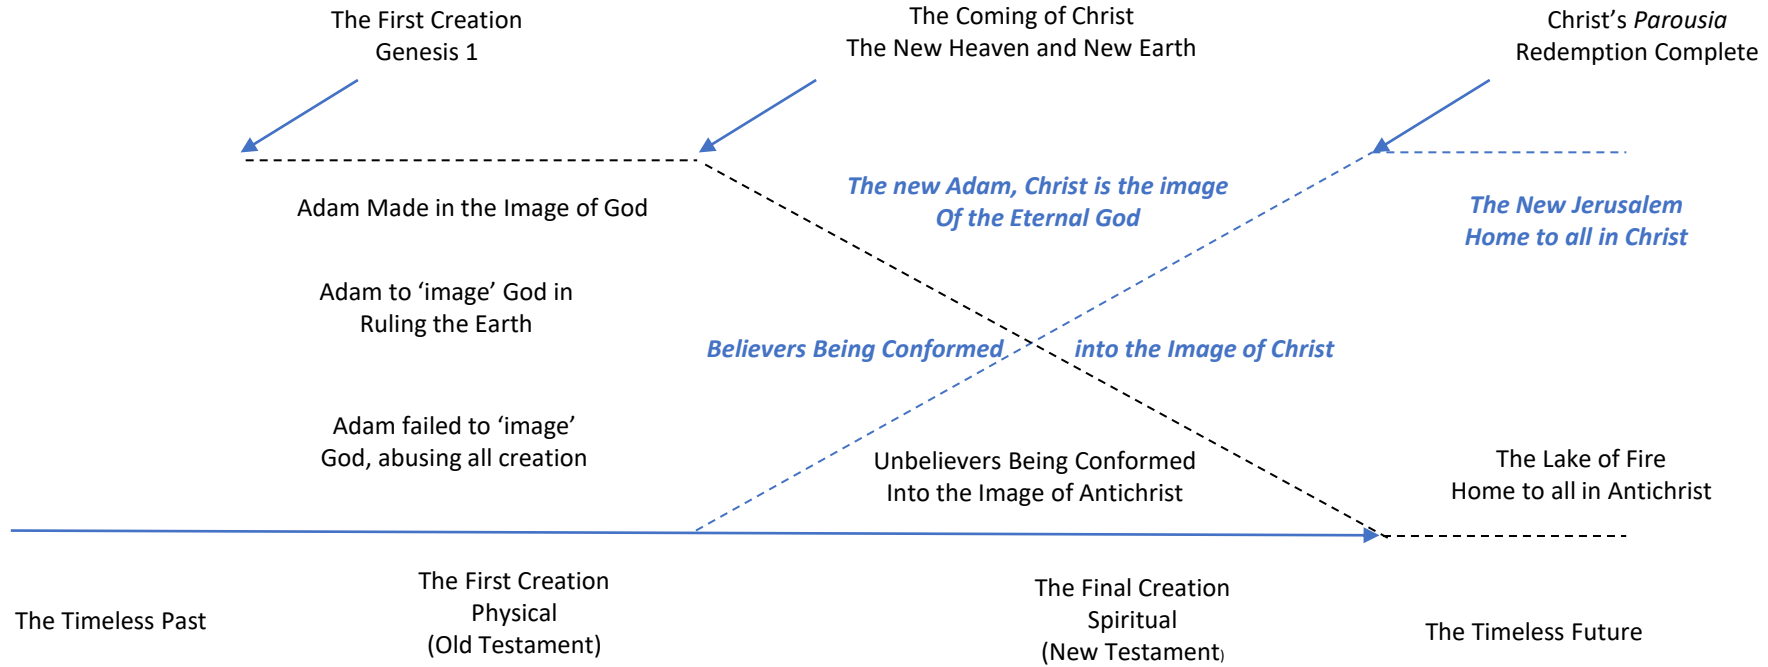 The First Creation
Genesis 1
The Coming of Christ
The New Heaven and New Earth
Christ’s Parousia
Redemption Complete
Adam Made in the Image of God
Adam to ‘image’ God in
Ruling the Earth
Adam failed to ‘image’
God, abusing all creation
The new Adam, Christ is the image
Of the Eternal God
Believers Being Conformed into the Image of Christ
Unbelievers Being Conformed
Into the Image of Antichrist
The New Jerusalem
Home to all in Christ
The Lake of Fire
Home to all in Antichrist
The Timeless Past
The First Creation
Physical
(Old Testament)
The Final Creation
Spiritual
(New Testament)
The Timeless Future